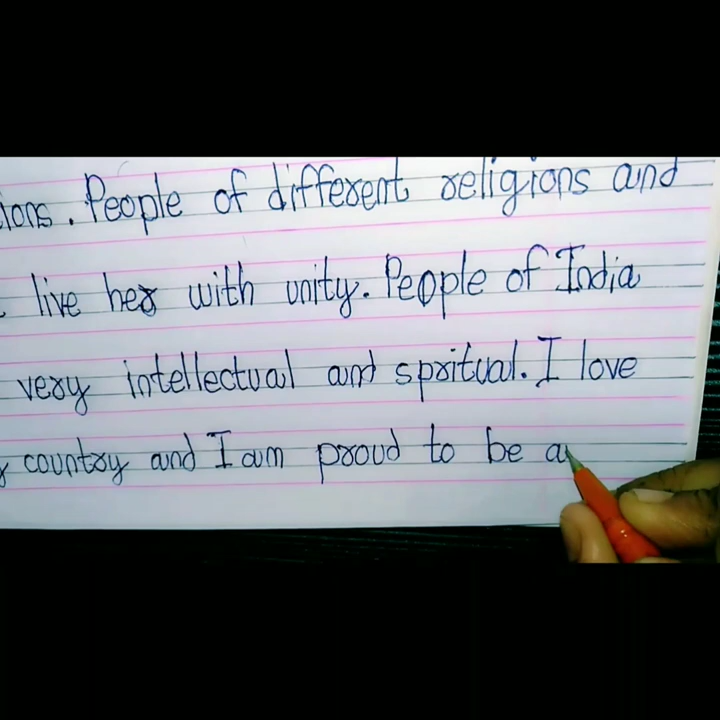 ions. People of different religions and
live her with unity. People of India
very intellectual and spritual. I love
y country and I am proud to be a